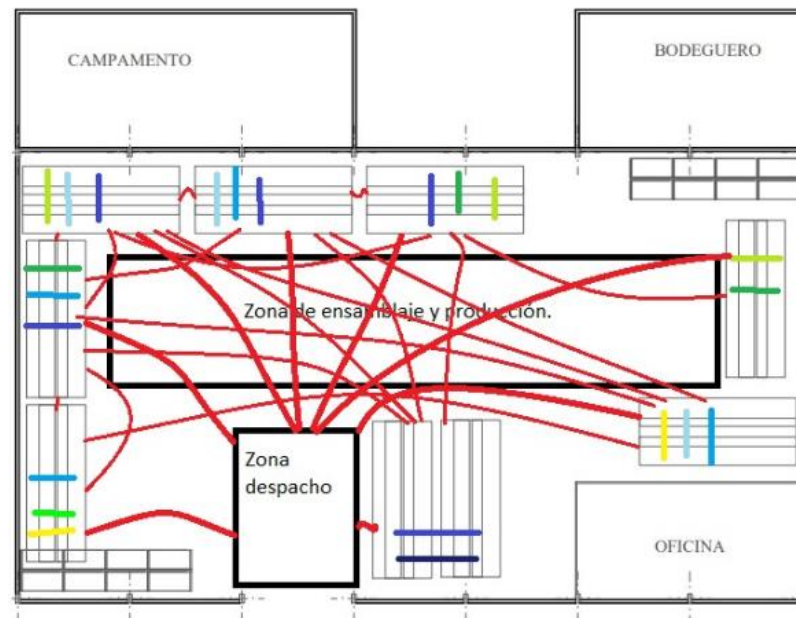 CAMPAMENTO
BODEGUERO
Zona de ensamblaje y producción.
Zona
despacho
OFICINA